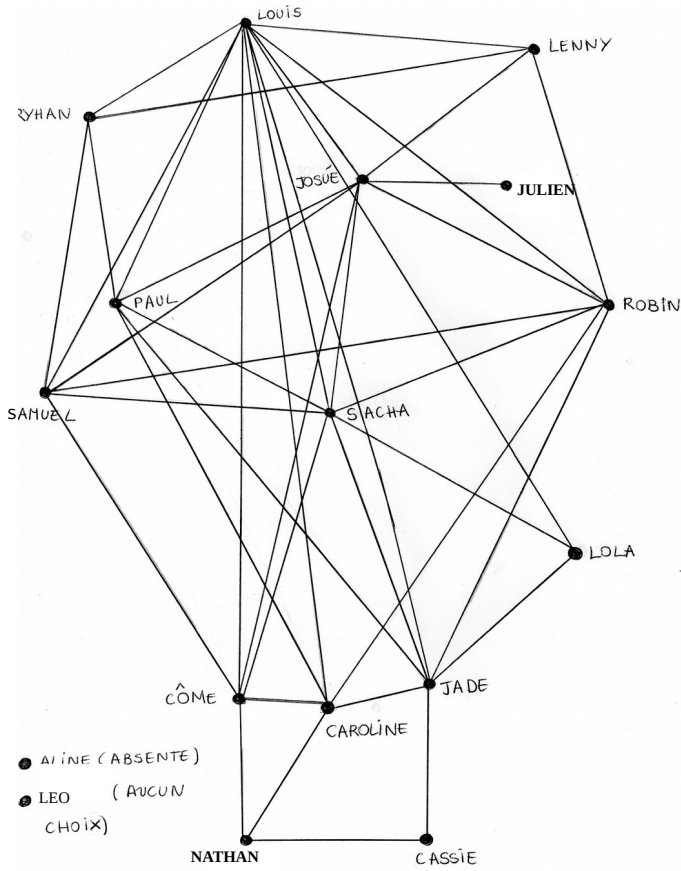 LOUIS
LENNY
RYHAN
JOSUÉ
JULIEN
PAUL
ROBIN
SAMUEL
SACHA
LOLA
CÔME
JADE
CAROLINE
ALINE (ABSENTE)
LEO (AUCUN
CHOIX)
NATHAN
CASSIE